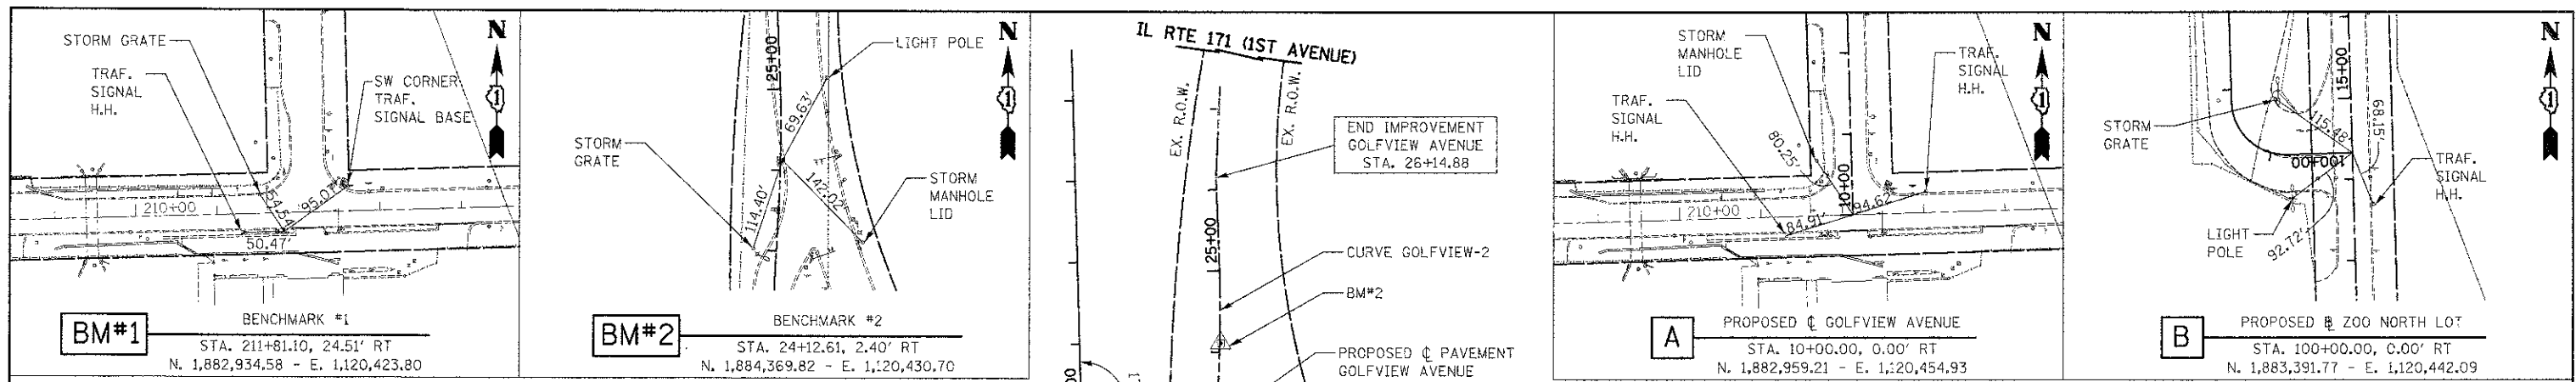 STORM GRATE
TRAF.
SIGNAL
H.H.
SW CORNER
TRAF.
SIGNAL BASE
N
1
210+00
54.54'
95.07'
50.47'
BM#1
BENCHMARK #1
STA. 211+81.10, 24.51' RT
N. 1,882,934.58 - E. 1,120,423.80
25+00
LIGHT POLE
N
1
69.63'
STORM
GRATE
114.40'
142.02'
STORM
MANHOLE
LID
BM#2
BENCHMARK #2
STA. 24+12.61, 2.40' RT
N. 1,884,369.82 - E. 1,120,430.70
IL RTE 171 (1ST AVENUE)
EX. R.O.W.
EX. R.O.W.
END IMPROVEMENT
GOLFVIEW AVENUE
STA. 26+14.88
25+00
CURVE GOLFVIEW-2
BM#2
PROPOSED ℄ PAVEMENT
GOLFVIEW AVENUE
STORM
MANHOLE
LID
TRAF.
SIGNAL
H.H.
TRAF.
SIGNAL
H.H.
N
1
80.25'
10+00
210+00
84.91'
94.62'
A
PROPOSED ℄ GOLFVIEW AVENUE
STA. 10+00.00, 0.00' RT
N. 1,882,959.21 - E. 1,120,454.93
15+00
N
1
STORM
GRATE
115.48'
68.15'
100+00
TRAF.
SIGNAL
H.H.
LIGHT
POLE
92.72'
B
PROPOSED ZOO NORTH LOT
STA. 100+00.00, 0.00' RT
N. 1,883,391.77 - E. 1,120,442.09